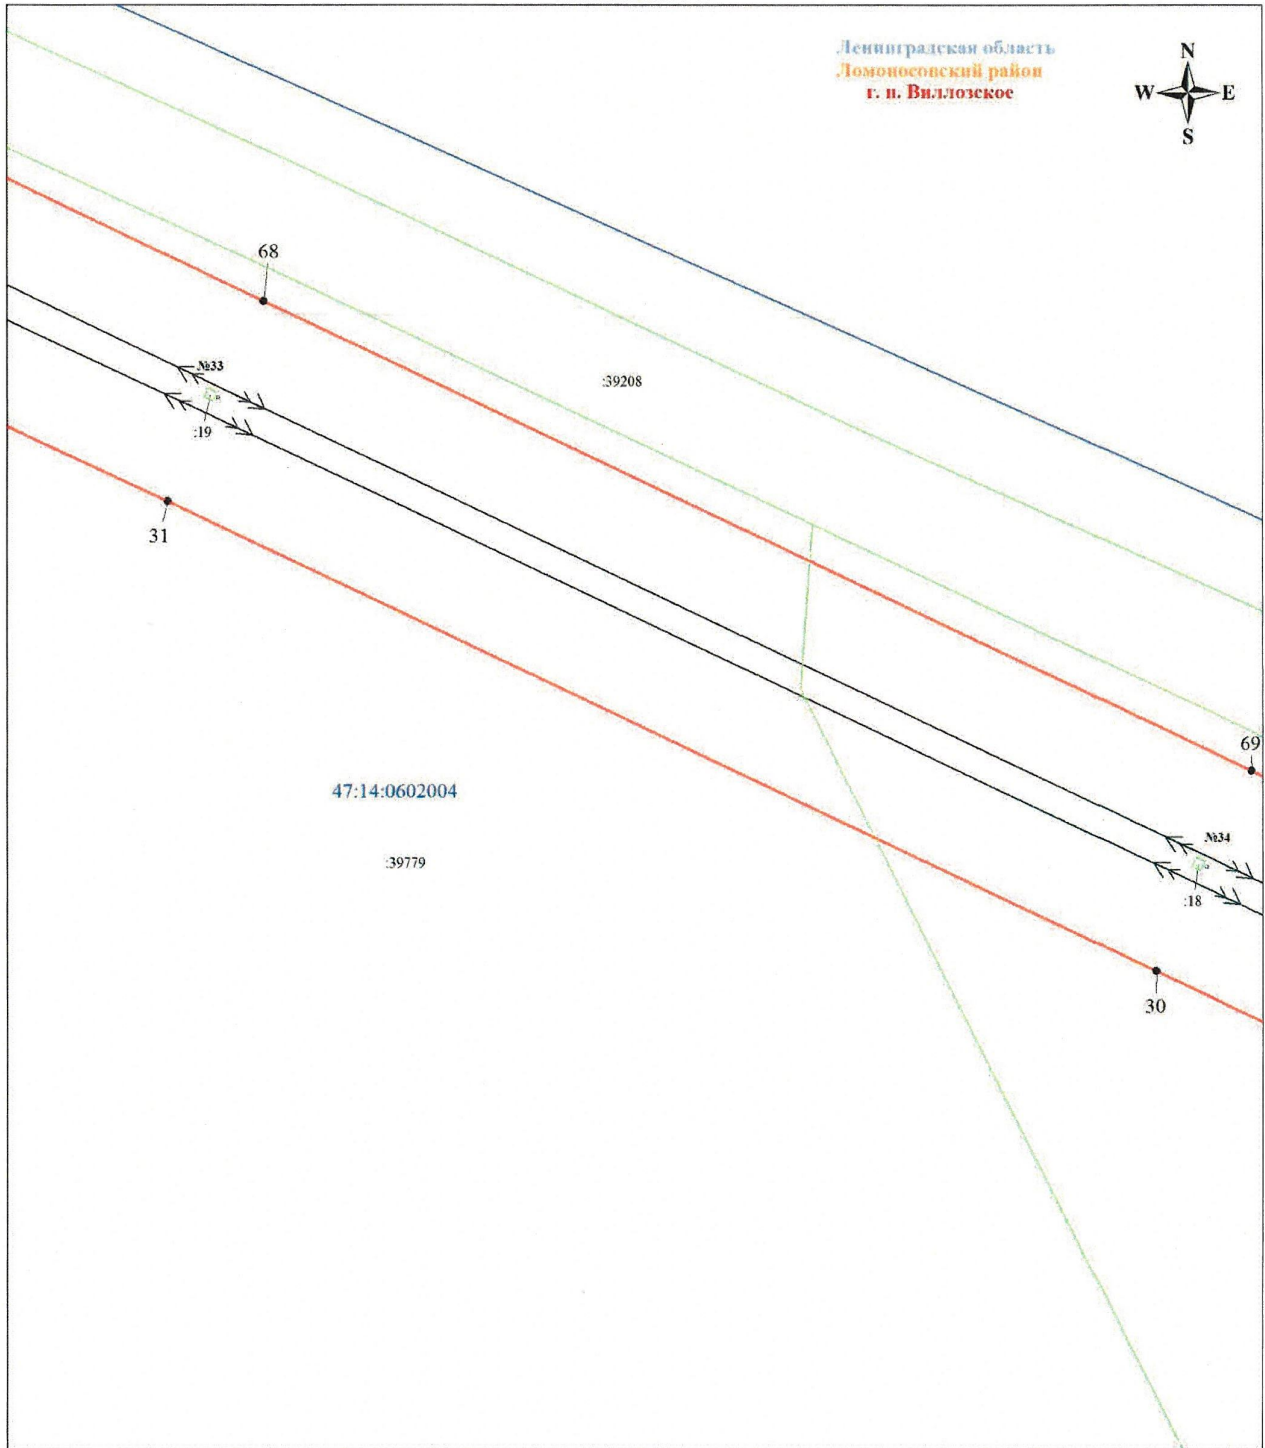 Ленинградская область
Ломоносовский район
г. п. Виллозское
N
W E
S
68
№33
:39208
:19
31
69
47:14:0602004
№34
:39779
:18
30